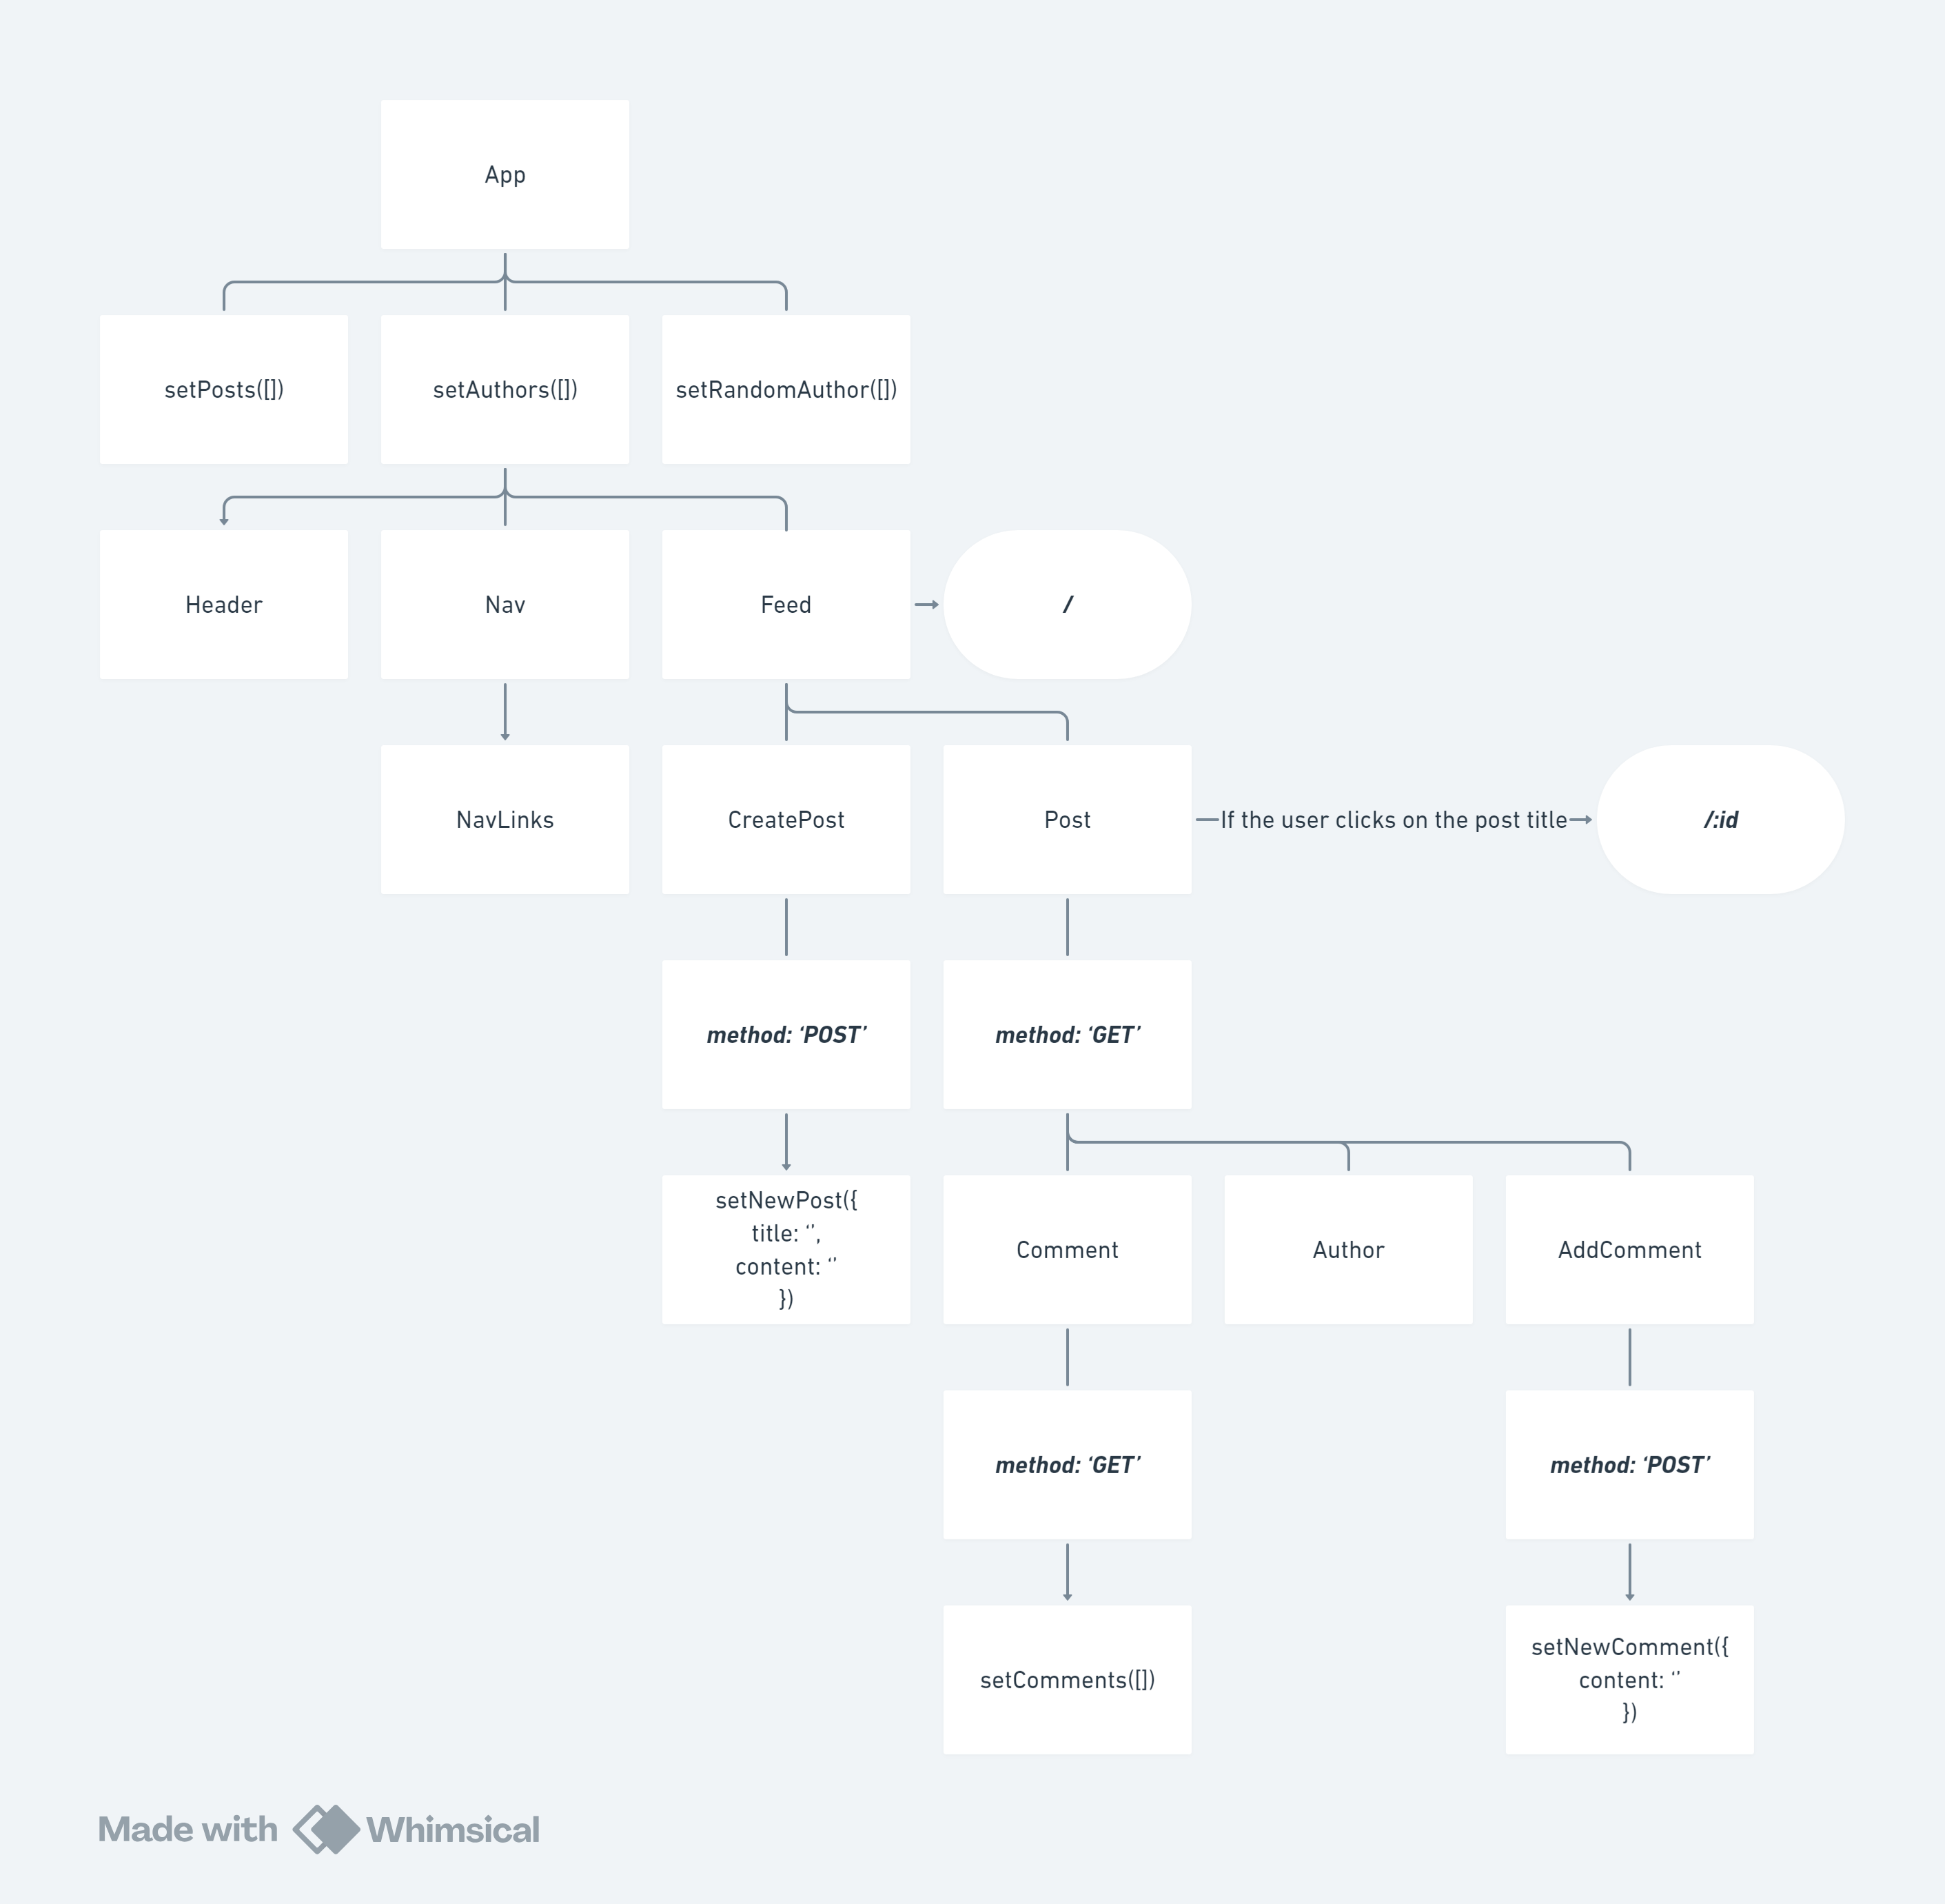 App
setPosts([])
setAuthors([])
setRandomAuthor([])
Header
Nav
Feed
/
NavLinks
CreatePost
Post
If the user clicks on the post title
/:id
method: ‘POST’
method: ‘GET’
setNewPost({
title: ‘’,
content: ‘’
})
Comment
Author
AddComment
method: ‘GET’
method: ‘POST’
setComments([])
setNewComment({
content: ‘’
})
Made with Whimsical